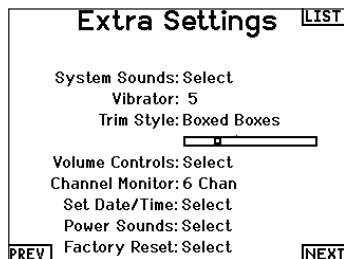 Extra Settings
LIST
System Sounds: Select
Vibrator: 5
Trim Style: Boxed Boxes
Volume Controls: Select
Channel Monitor: 6 Chan
Set Date/Time: Select
Power Sounds: Select
Factory Reset: Select
PREV
NEXT